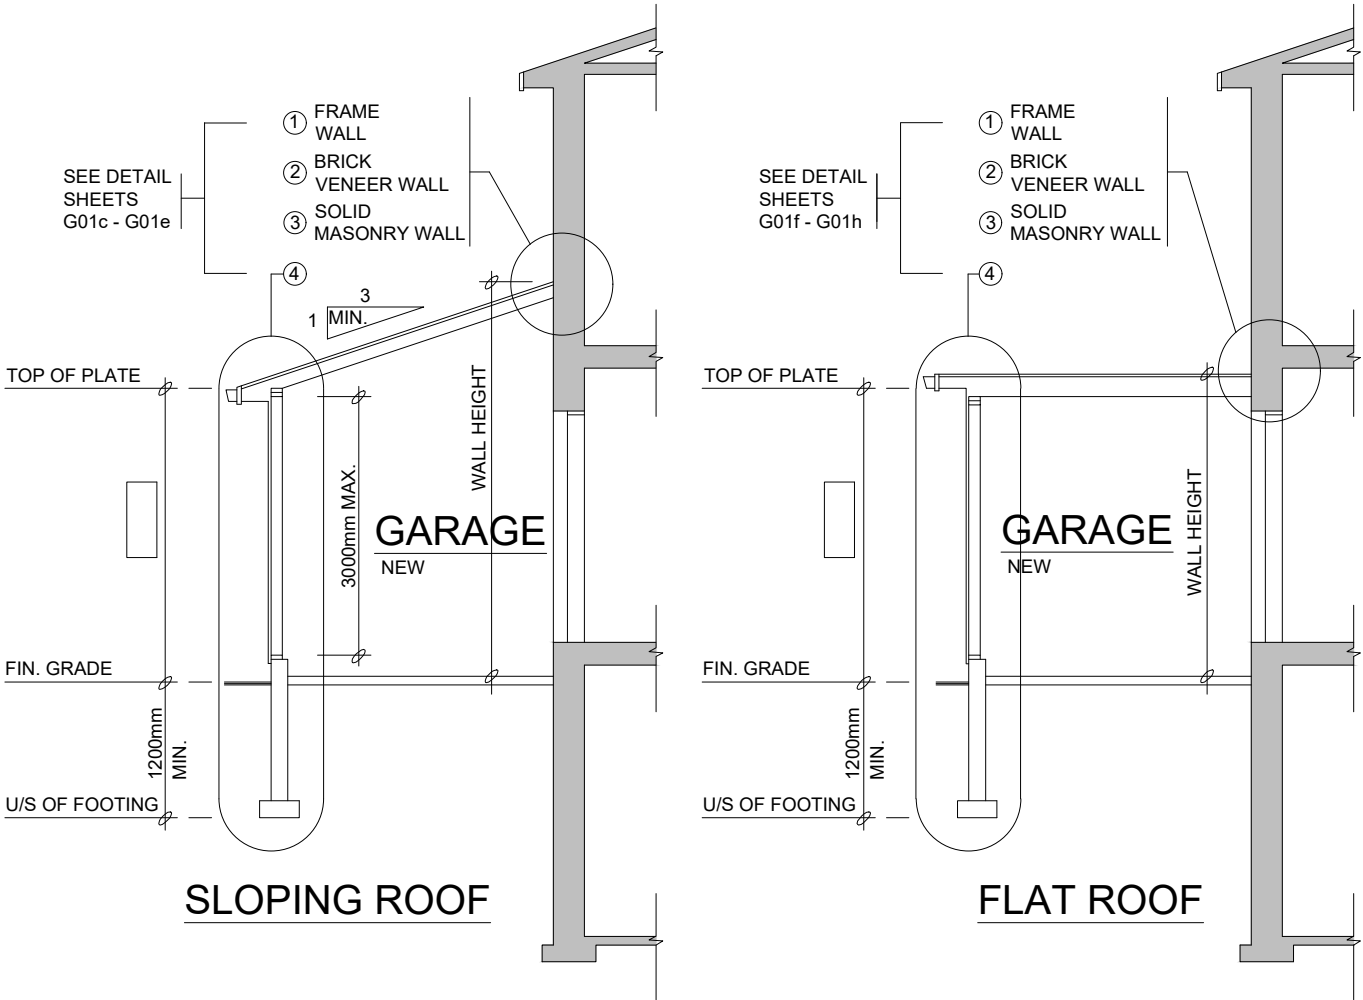 1 FRAME
WALL
2 BRICK
VENEER WALL
3 SOLID
MASONRY WALL
4
SEE DETAIL
SHEETS
G01c - G01e
3
1 MIN.
TOP OF PLATE
WALL HEIGHT
3000mm MAX.
GARAGE
NEW
FIN. GRADE
1200mm
MIN.
U/S OF FOOTING
SLOPING ROOF
1 FRAME
WALL
2 BRICK
VENEER WALL
3 SOLID
MASONRY WALL
4
SEE DETAIL
SHEETS
G01f - G01h
TOP OF PLATE
WALL HEIGHT
GARAGE
NEW
FIN. GRADE
1200mm
MIN.
U/S OF FOOTING
FLAT ROOF